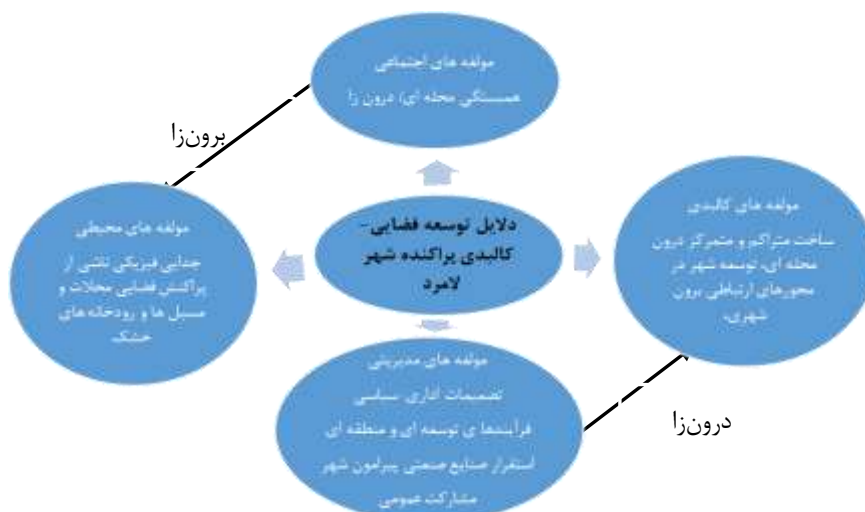 مولفه های اجتماعی
همبستگی محله ای/ درون زا
برون‌زا
مولفه های کالبدی
ساخت متراکم و متمرکز درون
محله ای، توسعه شهر در
محورهای ارتباطی برون
شهری،
دلایل توسعه فضایی-
کالبدی پراکنده شهر
لامرد
مولفه های محیطی
جدایی فیزیکی ناشی از
پراکنش فضایی محلات و
مسیل ها و رودخانه های
خشک
مولفه های مدیریتی
تصمیمات اداری سیاسی
فرآیندها ی توسعه ای و منطقه ای
استقرار صنایع صنعتی پیرامون شهر
مشارکت عمومی
درون‌زا